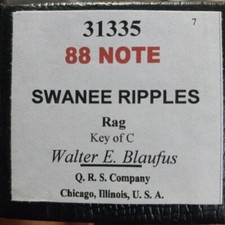 31335
7
88 NOTE
SWANEE RIPPLES
Rag
Key of C
Walter E. Blaufus
Q. R. S. Company
Chicago, Illinois, U. S. A.